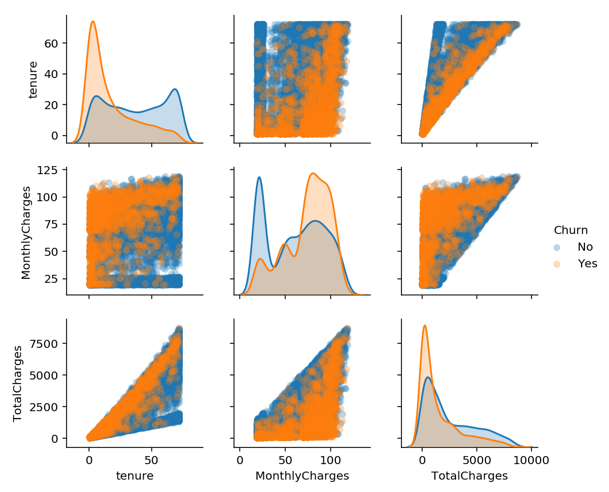 60
40
20
0
tenure
125
100
75
50
25
MonthlyCharges
Churn
No
Yes
7500
5000
2500
0
TotalCharges
0 50
tenure
0 50 100
MonthlyCharges
0 5000 10000
TotalCharges